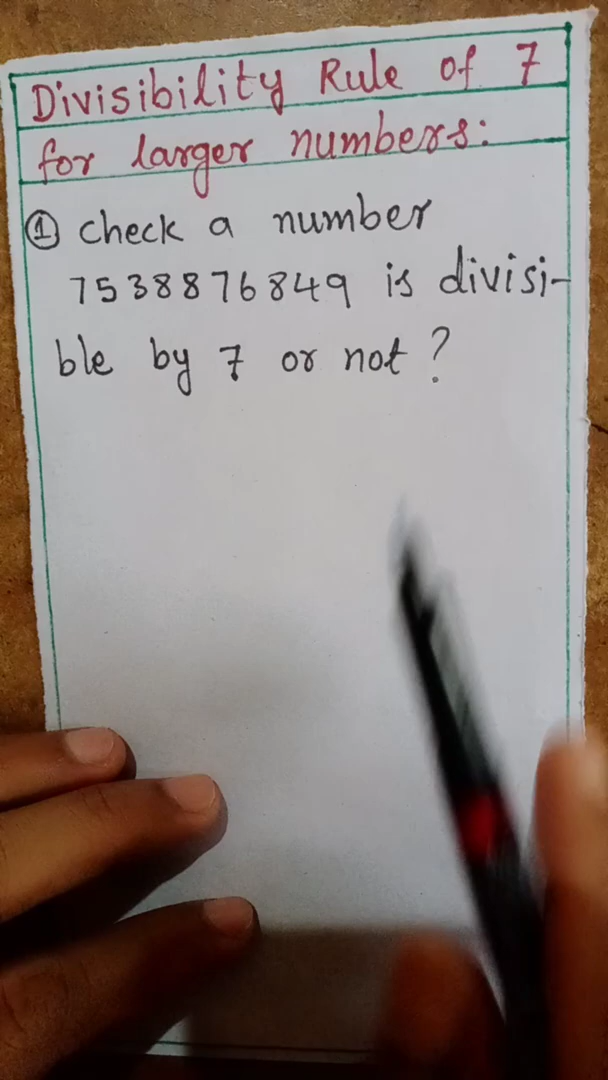 Divisibility Rule of 7
for larger numbers:
① Check a number
7538876849 is divisi-
ble by 7 or not?